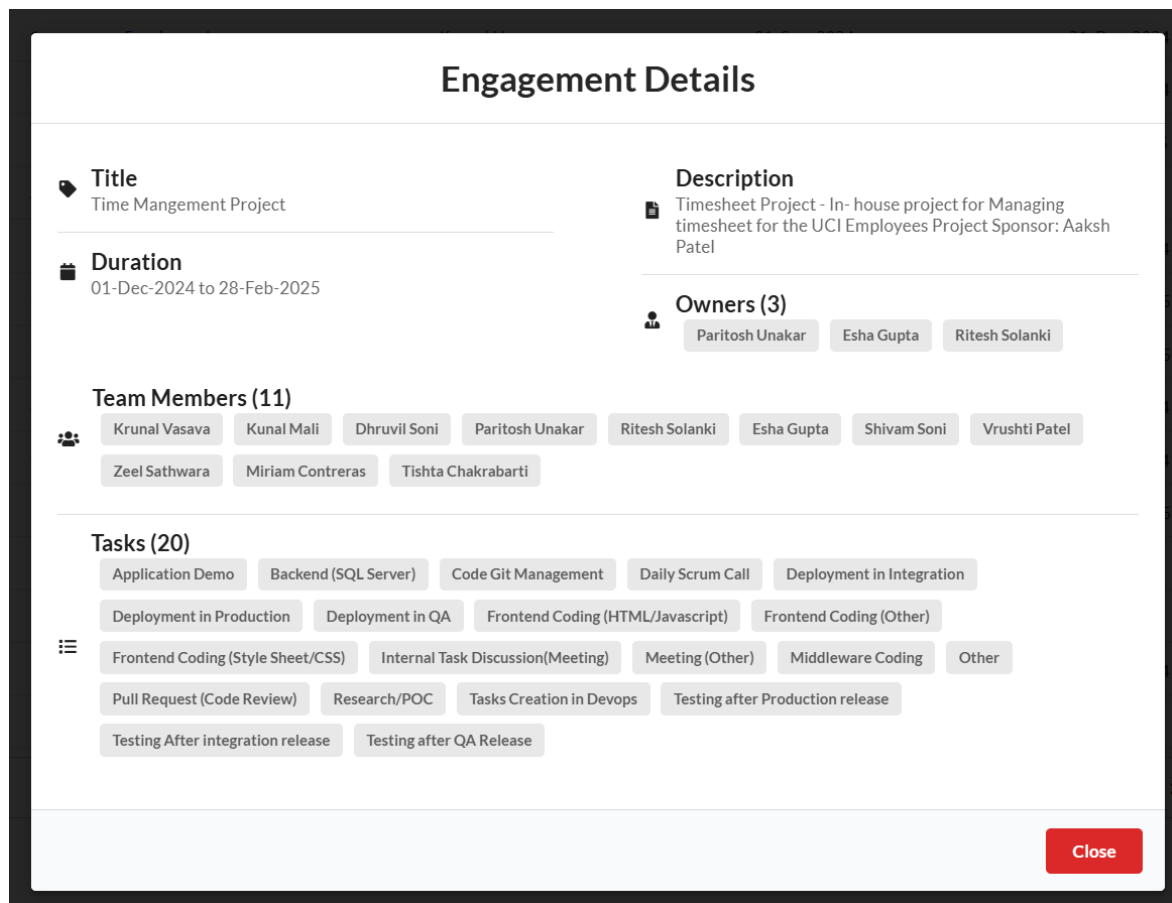 Engagement Details
Title
Time Mangement Project
Duration
01-Dec-2024 to 28-Feb-2025
Description
Timesheet Project - In- house project for Managing
timesheet for the UCI Employees Project Sponsor: Aaksh
Patel
Owners (3)
Paritosh Unakar Esha Gupta Ritesh Solanki
Team Members (11)
Krunal Vasava Kunal Mali Dhruvil Soni Paritosh Unakar Ritesh Solanki Esha Gupta Shivam Soni Vrushti Patel
Zeel Sathwara Miriam Contreras Tishta Chakrabarti
Tasks (20)
Application Demo Backend (SQL Server) Code Git Management Daily Scrum Call Deployment in Integration
Deployment in Production Deployment in QA Frontend Coding (HTML/Javascript) Frontend Coding (Other)
Frontend Coding (Style Sheet/CSS) Internal Task Discussion(Meeting) Meeting (Other) Middleware Coding Other
Pull Request (Code Review) Research/POC Tasks Creation in Devops Testing after Production release
Testing After integration release Testing after QA Release
Close